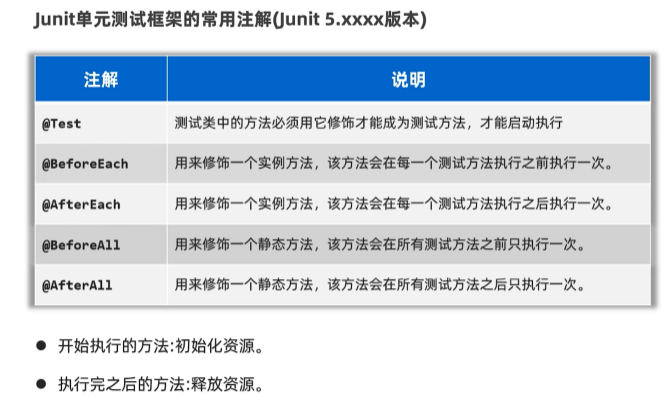 Junit单元测试框架的常用注解(Junit 5.xxxx版本)
注解 说明
@Test 测试类中的方法必须用它修饰才能成为测试方法，才能启动执行
@BeforeEach 用来修饰一个实例方法，该方法会在每一个测试方法执行之前执行一次。
@AfterEach 用来修饰一个实例方法，该方法会在每一个测试方法执行之后执行一次。
@BeforeAll 用来修饰一个静态方法，该方法会在所有测试方法之前只执行一次。
@AfterAll 用来修饰一个静态方法，该方法会在所有测试方法之后只执行一次。
● 开始执行的方法:初始化资源。
● 执行完之后的方法:释放资源。